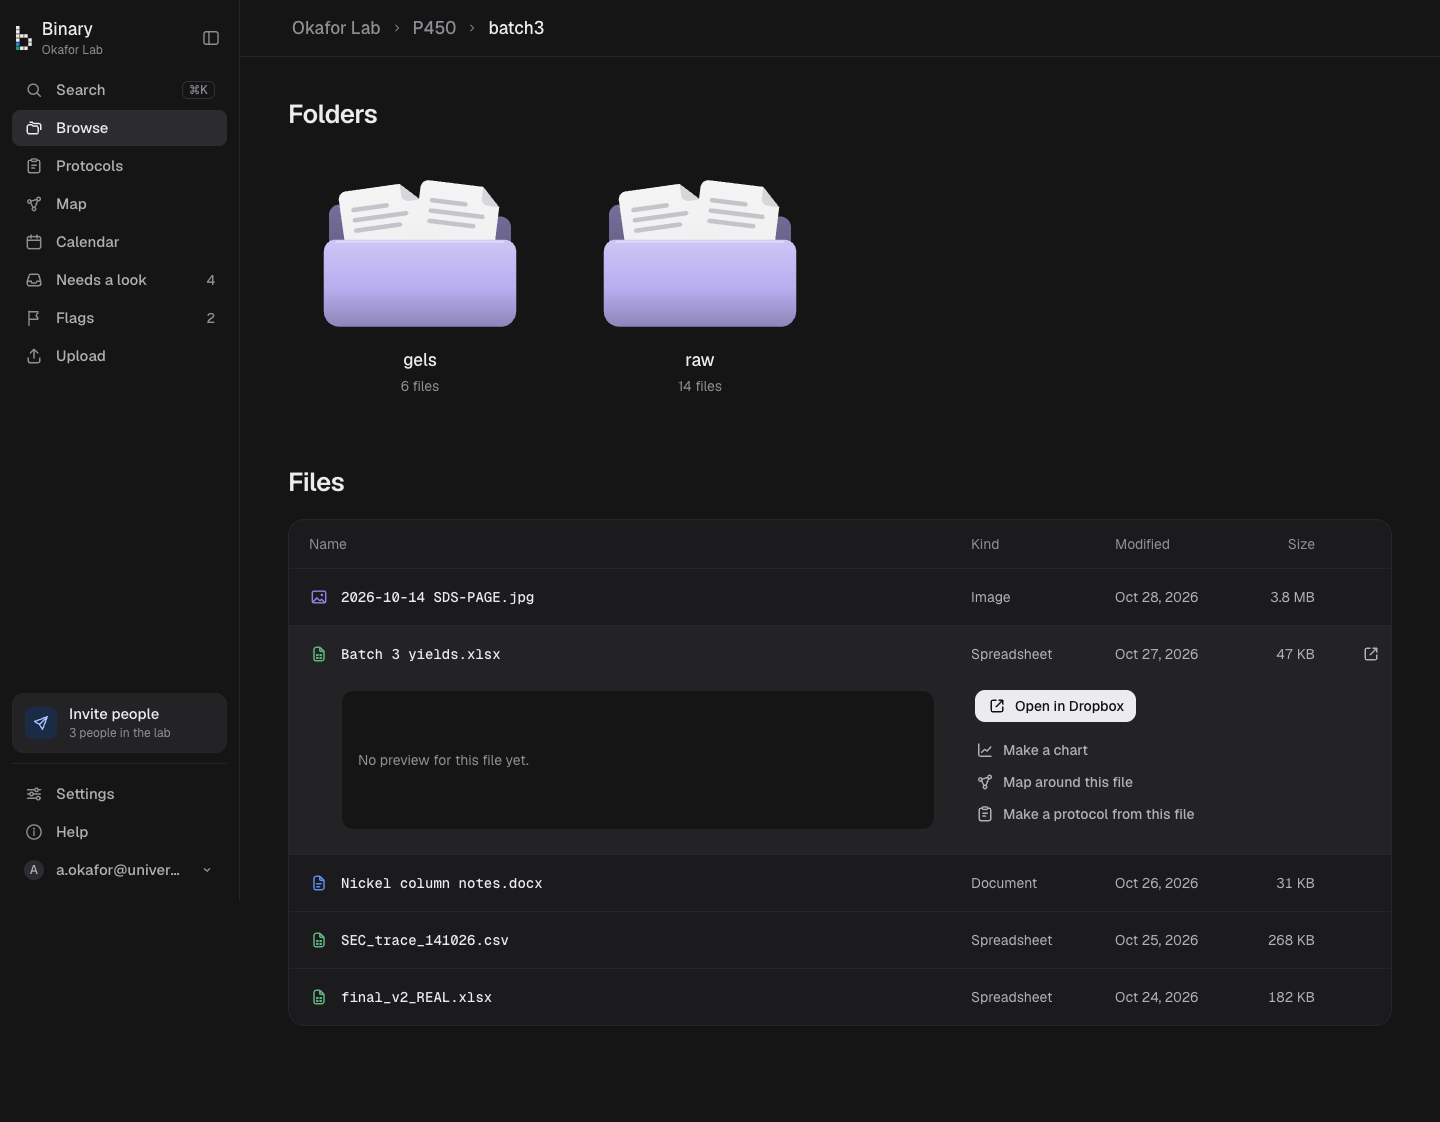 Binary
Okafor Lab
Search ⌘K
Browse
Protocols
Map
Calendar
Needs a look 4
Flags 2
Upload
Invite people
3 people in the lab
Settings
Help
A a.okafor@univer...
Okafor Lab › P450 › batch3
Folders
gels
6 files
raw
14 files
Files
Name Kind Modified Size
2026-10-14 SDS-PAGE.jpg Image Oct 28, 2026 3.8 MB
Batch 3 yields.xlsx Spreadsheet Oct 27, 2026 47 KB
No preview for this file yet.
Open in Dropbox
Make a chart
Map around this file
Make a protocol from this file
Nickel column notes.docx Document Oct 26, 2026 31 KB
SEC_trace_141026.csv Spreadsheet Oct 25, 2026 268 KB
final_v2_REAL.xlsx Spreadsheet Oct 24, 2026 182 KB